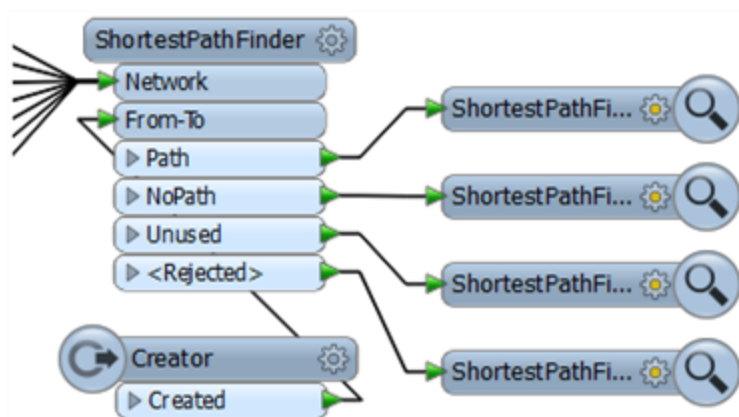 ShortestPathFinder
Network
From-To
Path
NoPath
Unused
<Rejected>
Creator
Created
ShortestPathFi...
ShortestPathFi...
ShortestPathFi...
ShortestPathFi...